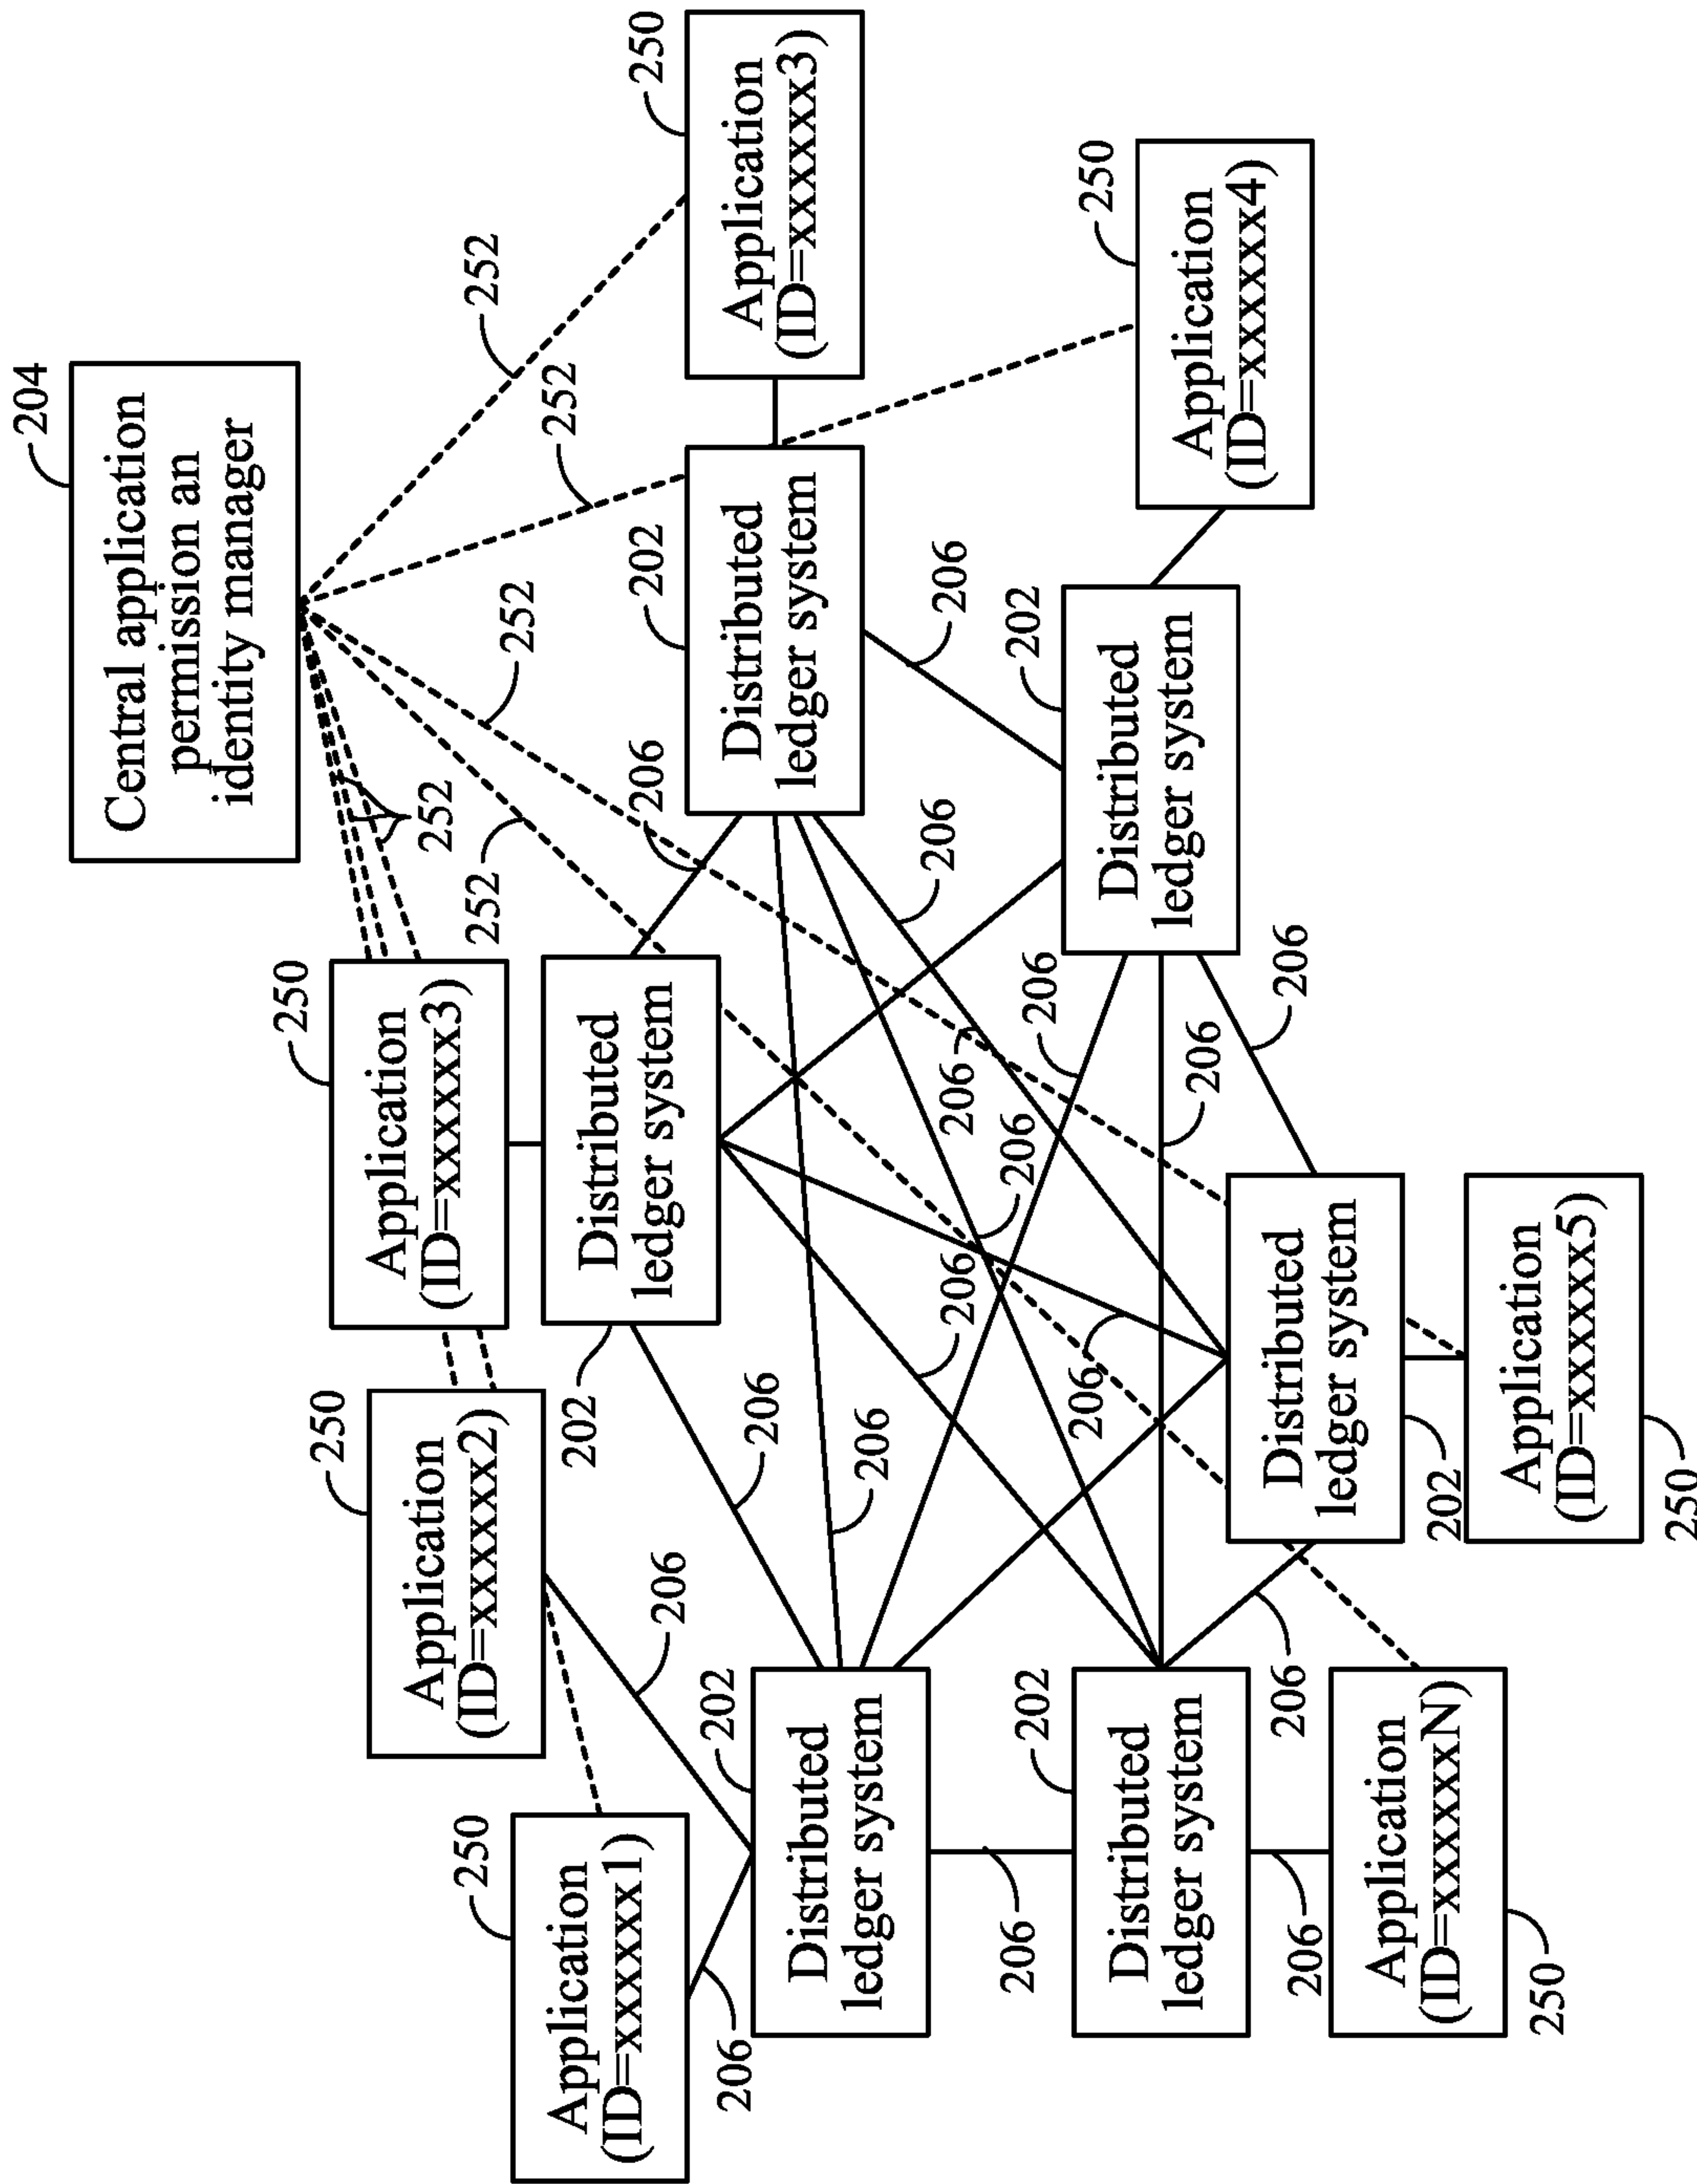 204
Central application
permission an
identity manager
250
250
250
Application
(ID=xxxxxx3)
Application
(ID=xxxxxx2)
252
252
252
252
252
Application
(ID=xxxxxx1)
202
Distributed
ledger system
206
202
250
206
202
206
Distributed
ledger system
Application
(ID=xxxxxx3)
206
Distributed
ledger system
206
206
206
206
206
206
206
202
202
206
206
250
Distributed
ledger system
Distributed
ledger system
Application
(ID=xxxxxx4)
206
Distributed
ledger system
206
206
206
Application
(ID=xxxxxxN)
202
Application
(ID=xxxxxx5)
250
250